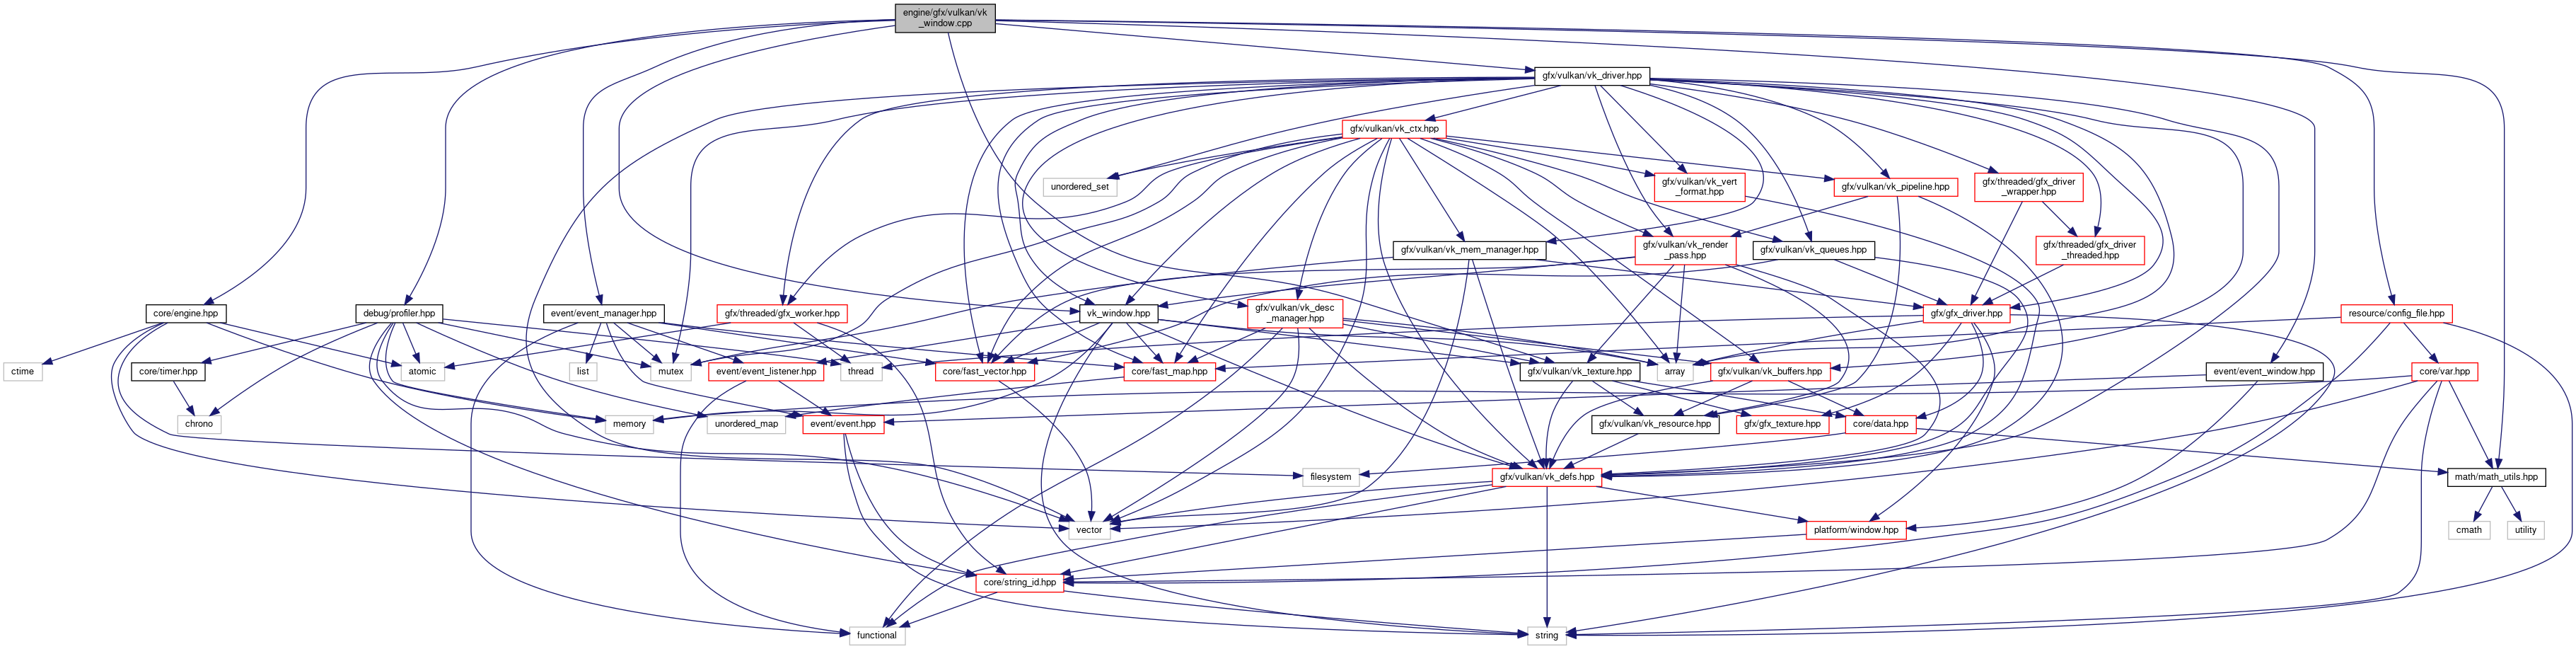 engine/gfx/vulkan/vk
_window.cpp
gfx/vulkan/vk_driver.hpp
gfx/vulkan/vk_ctx.hpp
unordered_set
gfx/vulkan/vk_vert
_format.hpp
gfx/vulkan/vk_pipeline.hpp
gfx/threaded/gfx_driver
_wrapper.hpp
gfx/vulkan/vk_mem_manager.hpp
gfx/vulkan/vk_render
_pass.hpp
gfx/vulkan/vk_queues.hpp
gfx/threaded/gfx_driver
_threaded.hpp
core/engine.hpp
debug/profiler.hpp
event/event_manager.hpp
gfx/threaded/gfx_worker.hpp
vk_window.hpp
gfx/vulkan/vk_desc
_manager.hpp
gfx/gfx_driver.hpp
resource/config_file.hpp
ctime
core/timer.hpp
atomic
list
mutex
event/event_listener.hpp
thread
core/fast_vector.hpp
core/fast_map.hpp
gfx/vulkan/vk_texture.hpp
array
gfx/vulkan/vk_buffers.hpp
event/event_window.hpp
core/var.hpp
chrono
memory
unordered_map
event/event.hpp
gfx/vulkan/vk_resource.hpp
gfx/gfx_texture.hpp
core/data.hpp
filesystem
gfx/vulkan/vk_defs.hpp
math/math_utils.hpp
vector
platform/window.hpp
cmath
utility
core/string_id.hpp
functional
string